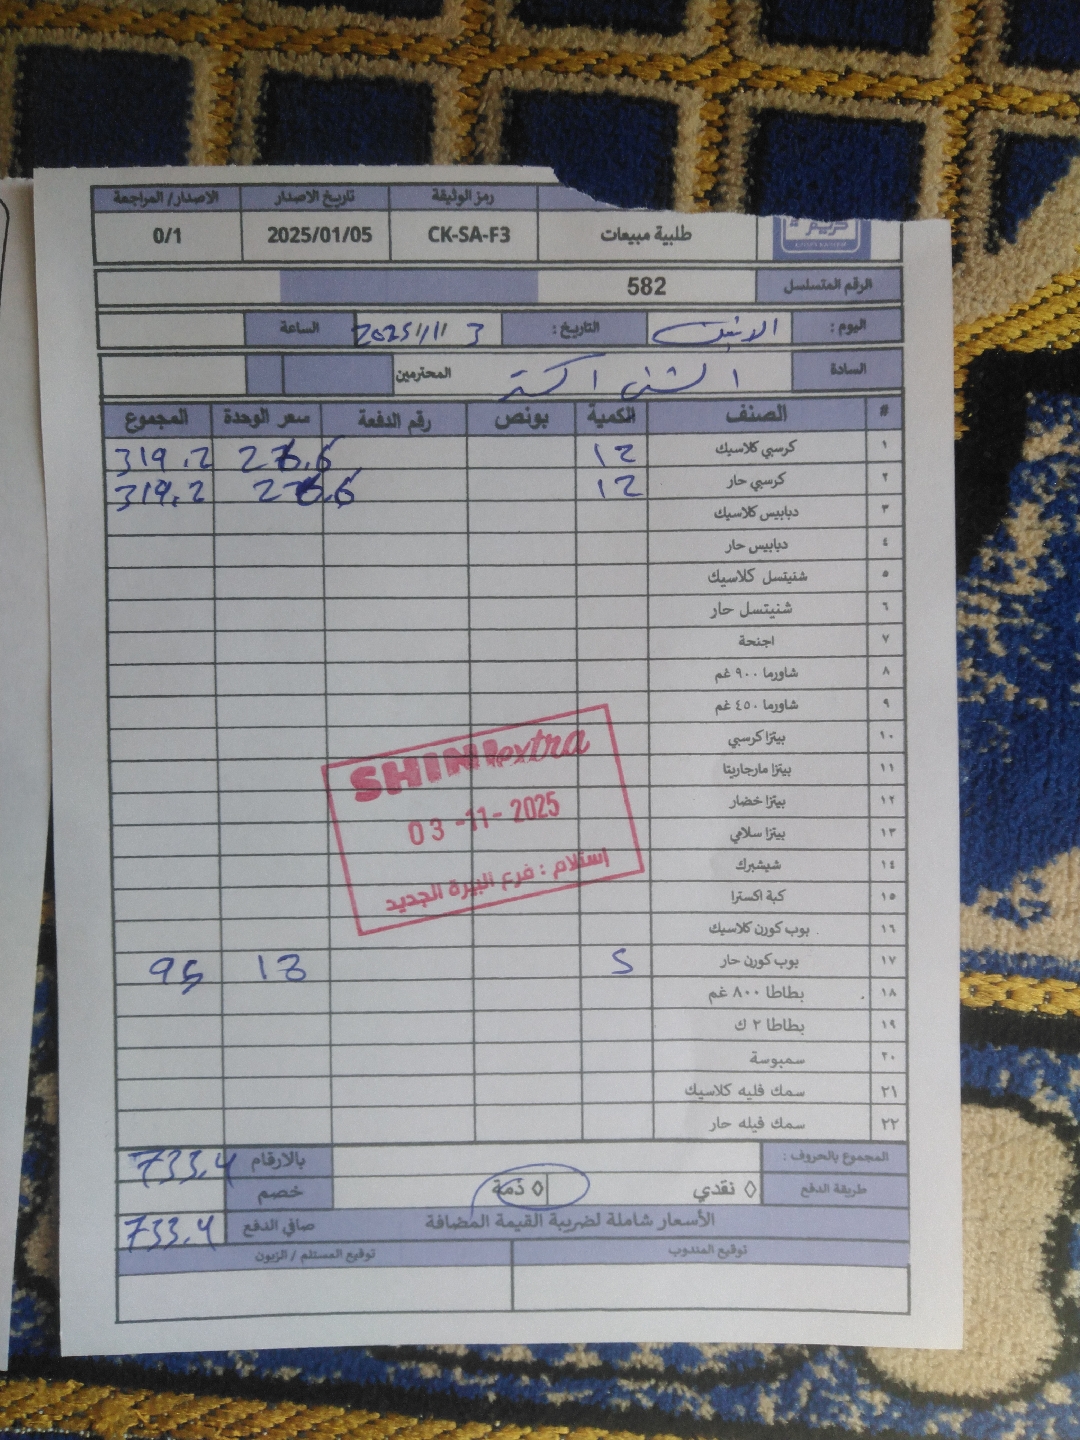 رمز الوثيقة تاريخ الاصدار الاصدار/ المراجعة
طلبية مبيعات CK-SA-F3 2025/01/05 0/1
الرقم المتسلسل 582
اليوم : الاثنين التاريخ : 3 2025/11/ الساعة
السادة الشني اكسترا المحترمين
# الصنف الكمية بونص رقم الدفعة سعر الوحدة المجموع
١ كرسبي كلاسيك 12 319.2
٢ كرسبي حار 12 319.2
٣ دبابيس كلاسيك
٤ دبابيس حار
٥ شنيتسل كلاسيك
٦ شنيتسل حار
٧ اجنحة
٨ شاورما ٩٠٠ غم
٩ شاورما ٤٥٠ غم
١٠ بيتزا كرسبي
١١ بيتزا مارجاريتا
١٢ بيتزا خضار
١٣ بيتزا سلامي
١٤ شيشبرك
١٥ كبة اكسترا
١٦ بوب كورن كلاسيك
١٧ بوب كورن حار 5
١٨ بطاطا ٨٠٠ غم
١٩ بطاطا ٢ ك
٢٠ سمبوسة
٢١ سمك فليه كلاسيك
٢٢ سمك فيله حار
SHINI extra
03-11-2025
إستلام : فرع البيرة الجديد
المجموع بالحروف : بالارقام 733.4
طريقة الدفع ◊ نقدي ◊ ذمة خصم
الأسعار شاملة لضريبة القيمة المضافة صافي الدفع 733.4
توقيع المندوب توقيع المستلم / الزبون